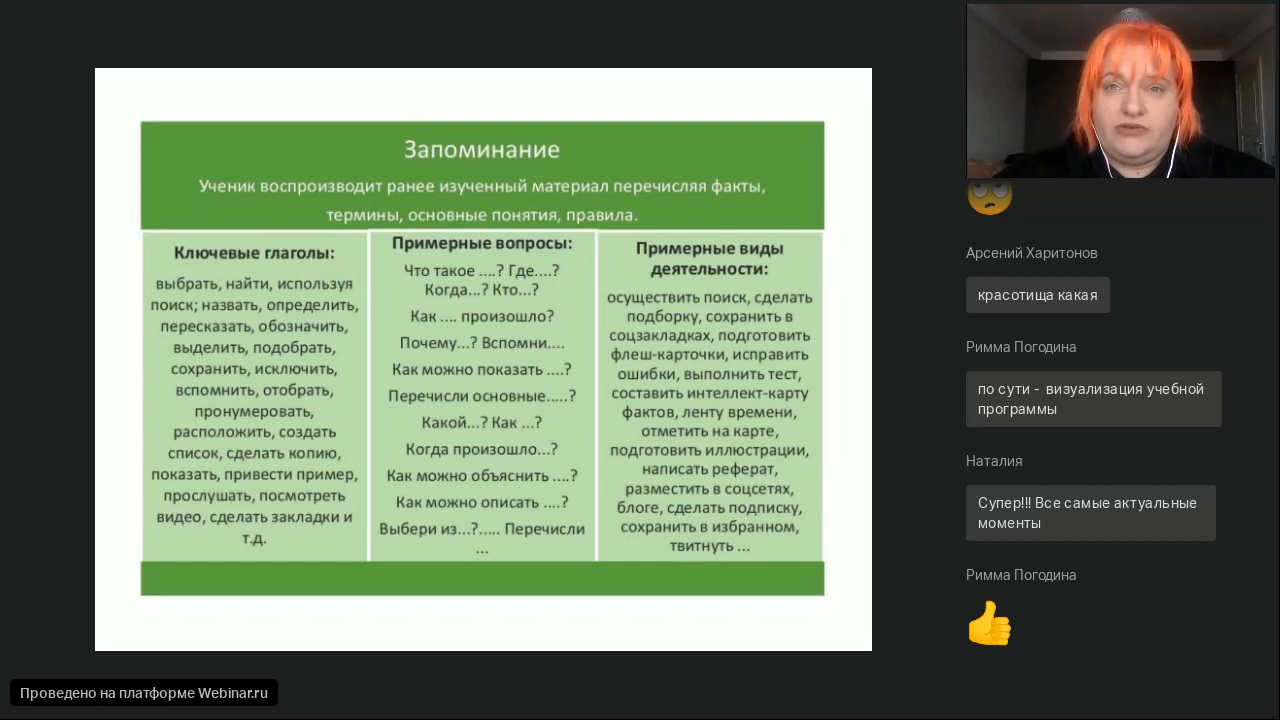 Запоминание
Ученик воспроизводит ранее изученный материал перечисляя факты,
термины, основные понятия, правила.
Ключевые глаголы:
выбрать, найти, используя
поиск; назвать, определить,
пересказать, обозначить,
выделить, подобрать,
сохранить, исключить,
вспомнить, отобрать,
пронумеровать,
расположить, создать
список, сделать копию,
показать, привести пример,
прослушать, посмотреть
видео, сделать закладки и
т.д.
Примерные вопросы:
Что такое ....? Где....?
Когда...? Кто...?
Как .... произошло?
Почему...? Вспомни....
Как можно показать ....?
Перечисли основные.....?
Какой...? Как ...?
Когда произошло...?
Как можно объяснить ....?
Как можно описать ....?
Выбери из...?..... Перечисли
...
Примерные виды
деятельности:
осуществить поиск, сделать
подборку, сохранить в
соцзакладках, подготовить
флеш-карточки, исправить
ошибки, выполнить тест,
составить интеллект-карту
фактов, ленту времени,
отметить на карте,
подготовить иллюстрации,
написать реферат,
разместить в соцсетях,
блоге, сделать подписку,
сохранить в избранном,
твитнуть ...
Арсений Харитонов
красотища какая
Римма Погодина
по сути - визуализация учебной
программы
Наталия
Супер!!! Все самые актуальные
моменты
Римма Погодина
Проведено на платформе Webinar.ru